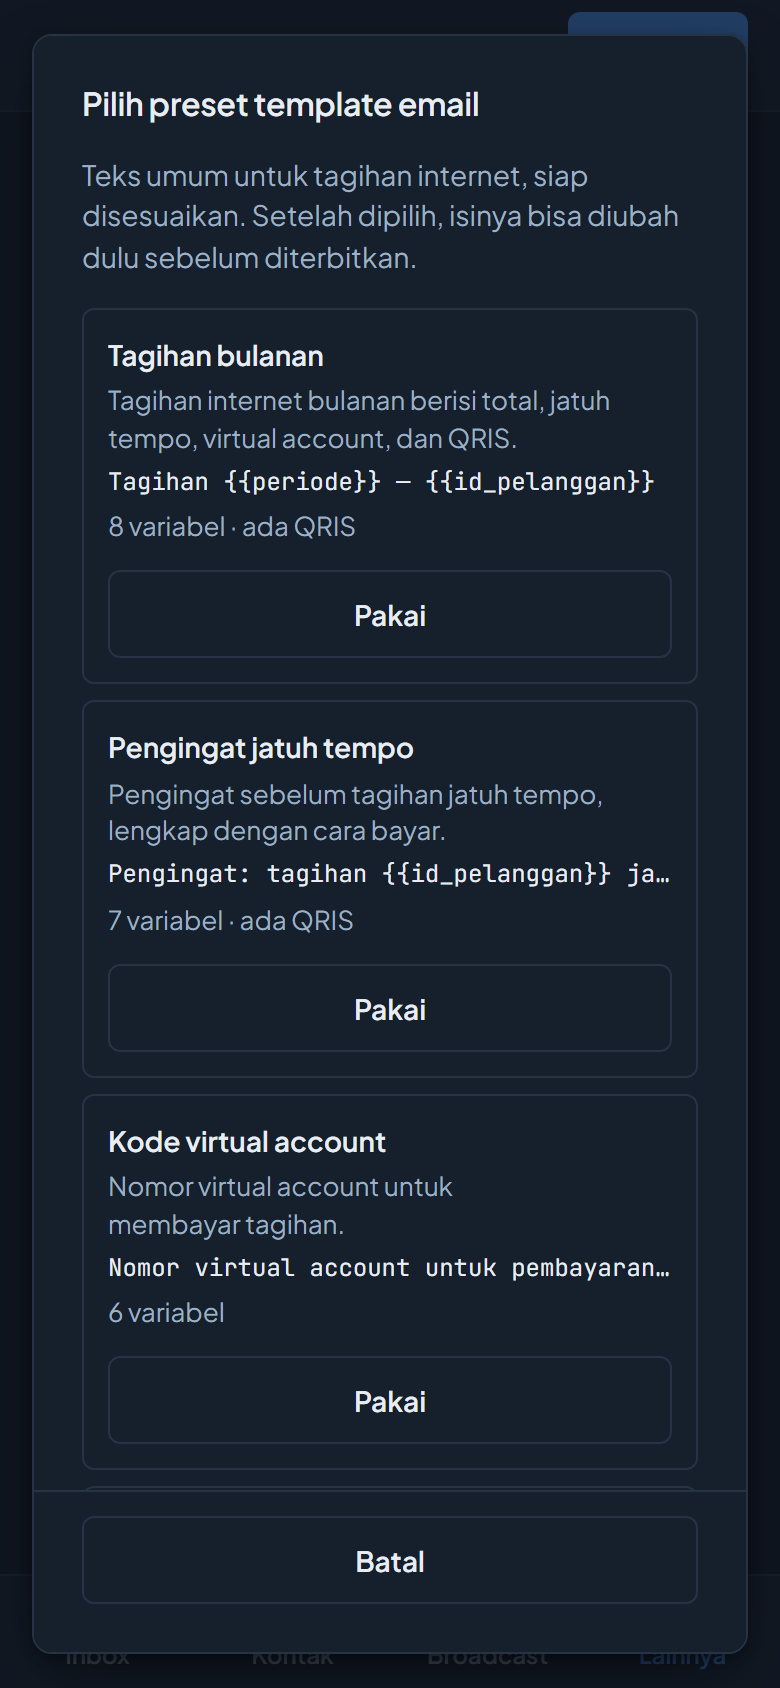 Pilih preset template email
Teks umum untuk tagihan internet, siap
disesuaikan. Setelah dipilih, isinya bisa diubah
dulu sebelum diterbitkan.
Tagihan bulanan
Tagihan internet bulanan berisi total, jatuh
tempo, virtual account, dan QRIS.
Tagihan {{periode}} – {{id_pelanggan}}
8 variabel · ada QRIS
Pakai
Pengingat jatuh tempo
Pengingat sebelum tagihan jatuh tempo,
lengkap dengan cara bayar.
Pengingat: tagihan {{id_pelanggan}} ja…
7 variabel · ada QRIS
Pakai
Kode virtual account
Nomor virtual account untuk
membayar tagihan.
Nomor virtual account untuk pembayaran…
6 variabel
Pakai
Batal
Inbox Kontak Broadcast Lainnya